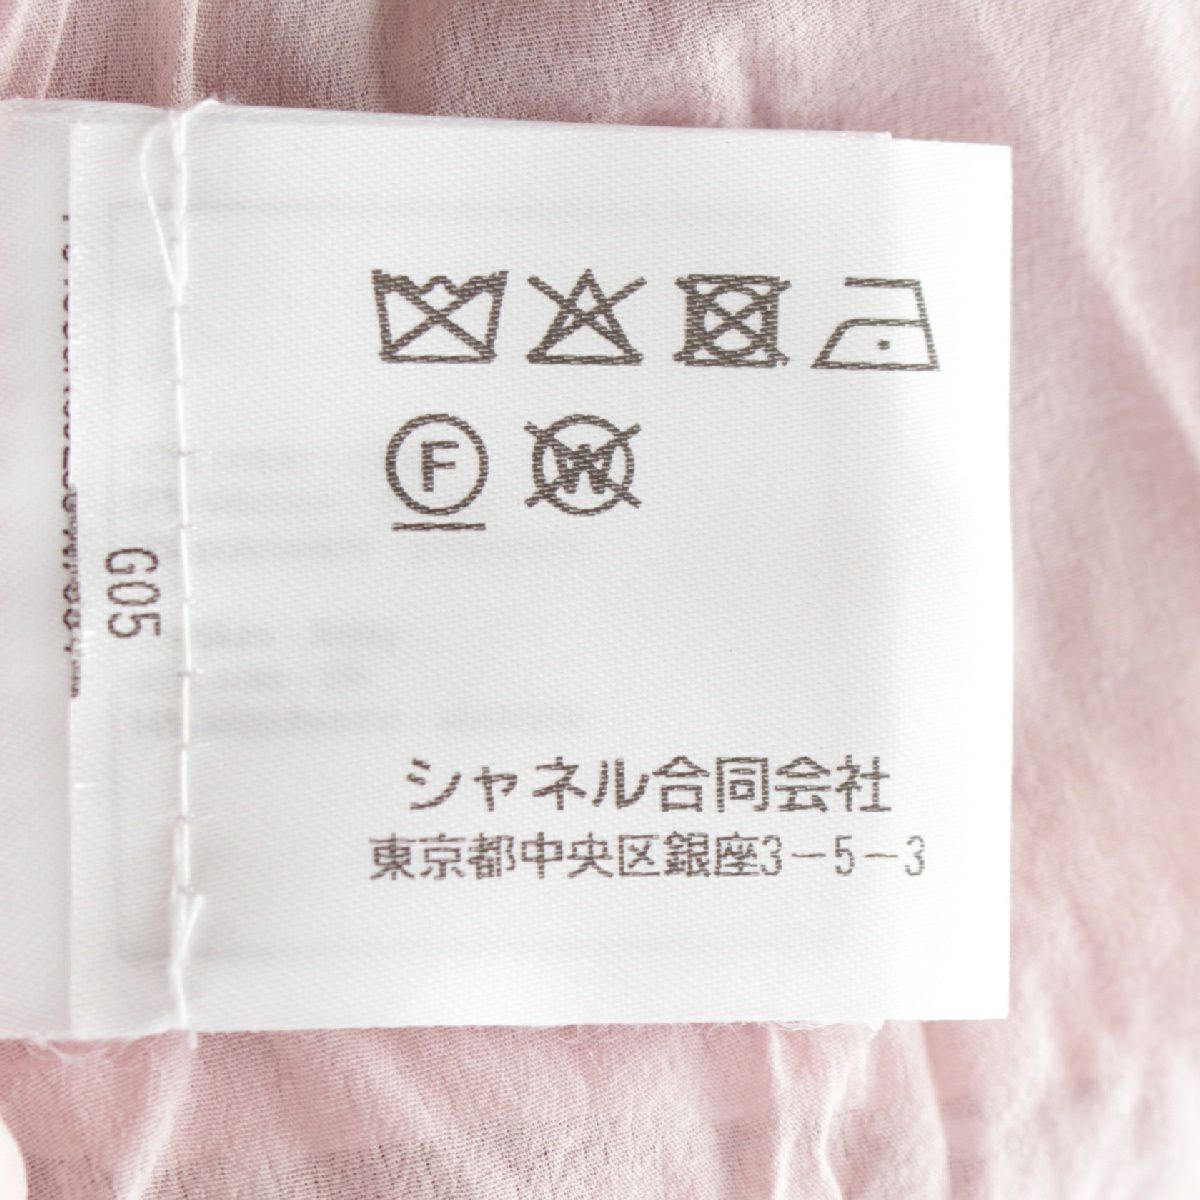 F W
G05
シャネル合同会社
東京都中央区銀座3-5-3